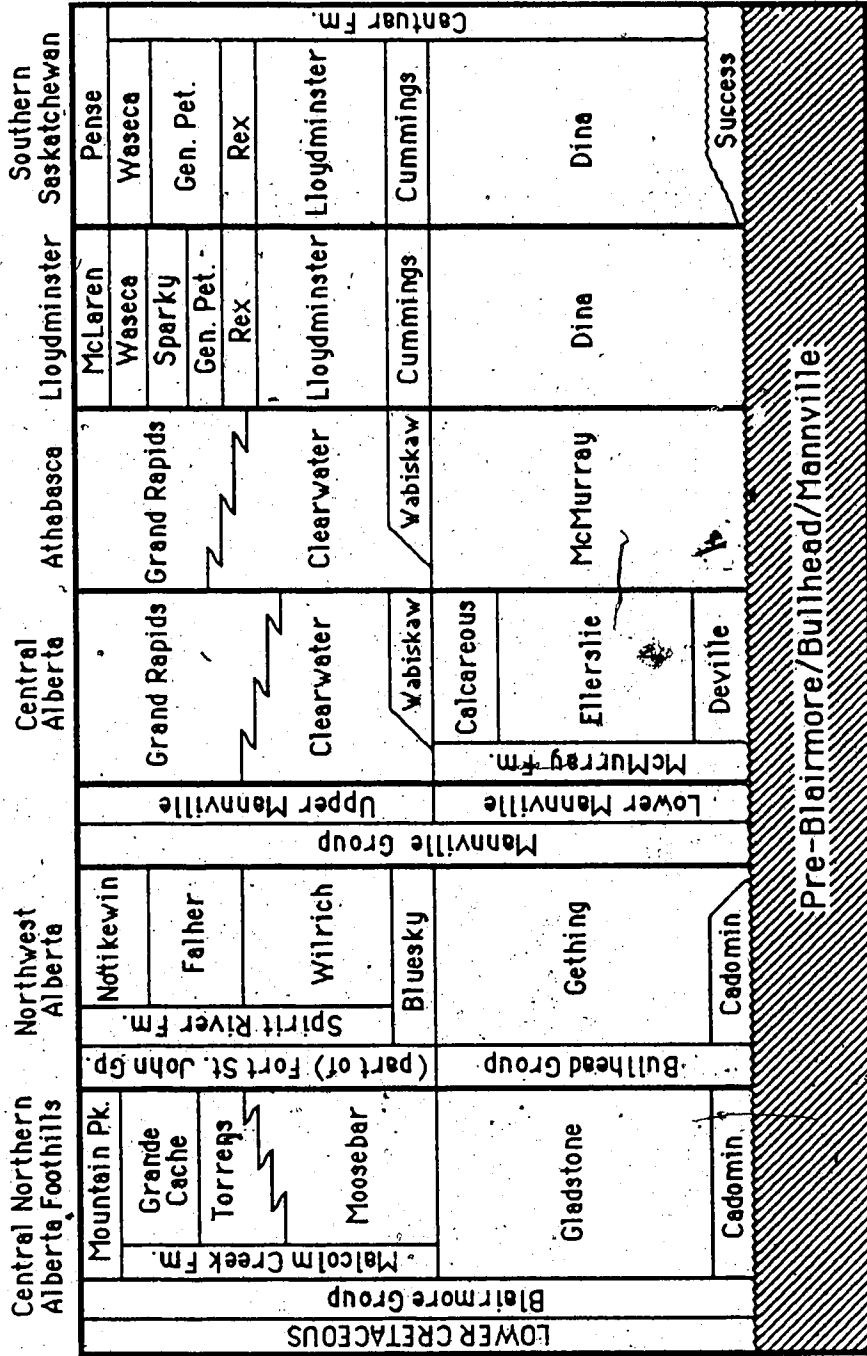 Central Northern
Alberta Foothills
Northwest
Alberta
Central
Alberta
Athabasca
Lloydminster
Southern
Saskatchewan
LOWER CRETACEOUS
Blairmore Group
Mountain Pk.
Malcolm Creek Fm.
Grande
Cache
Torrens
Moosebar
Gladstone
Cadomin
(part of) Fort St. John Gp.
Bullhead Group
Spirit River Fm.
Notikewin
Falher
Wilrich
Bluesky
Gething
Cadomin
Mannville Group
Upper Mannville
Lower Mannville
Grand Rapids
Clearwater
Wabiskaw
McMurray Fm.
Calcareous
Ellerslie
Deville
Grand Rapids
Clearwater
Wabiskaw
McMurray
McLaren
Waseca
Sparky
Gen. Pet.
Rex
Lloydminster
Cummings
Dina
Pense
Waseca
Gen. Pet.
Rex
Lloydminster
Cummings
Dina
Success
Cantuar Fm.
Pre-Blairmore/Bullhead/Mannville